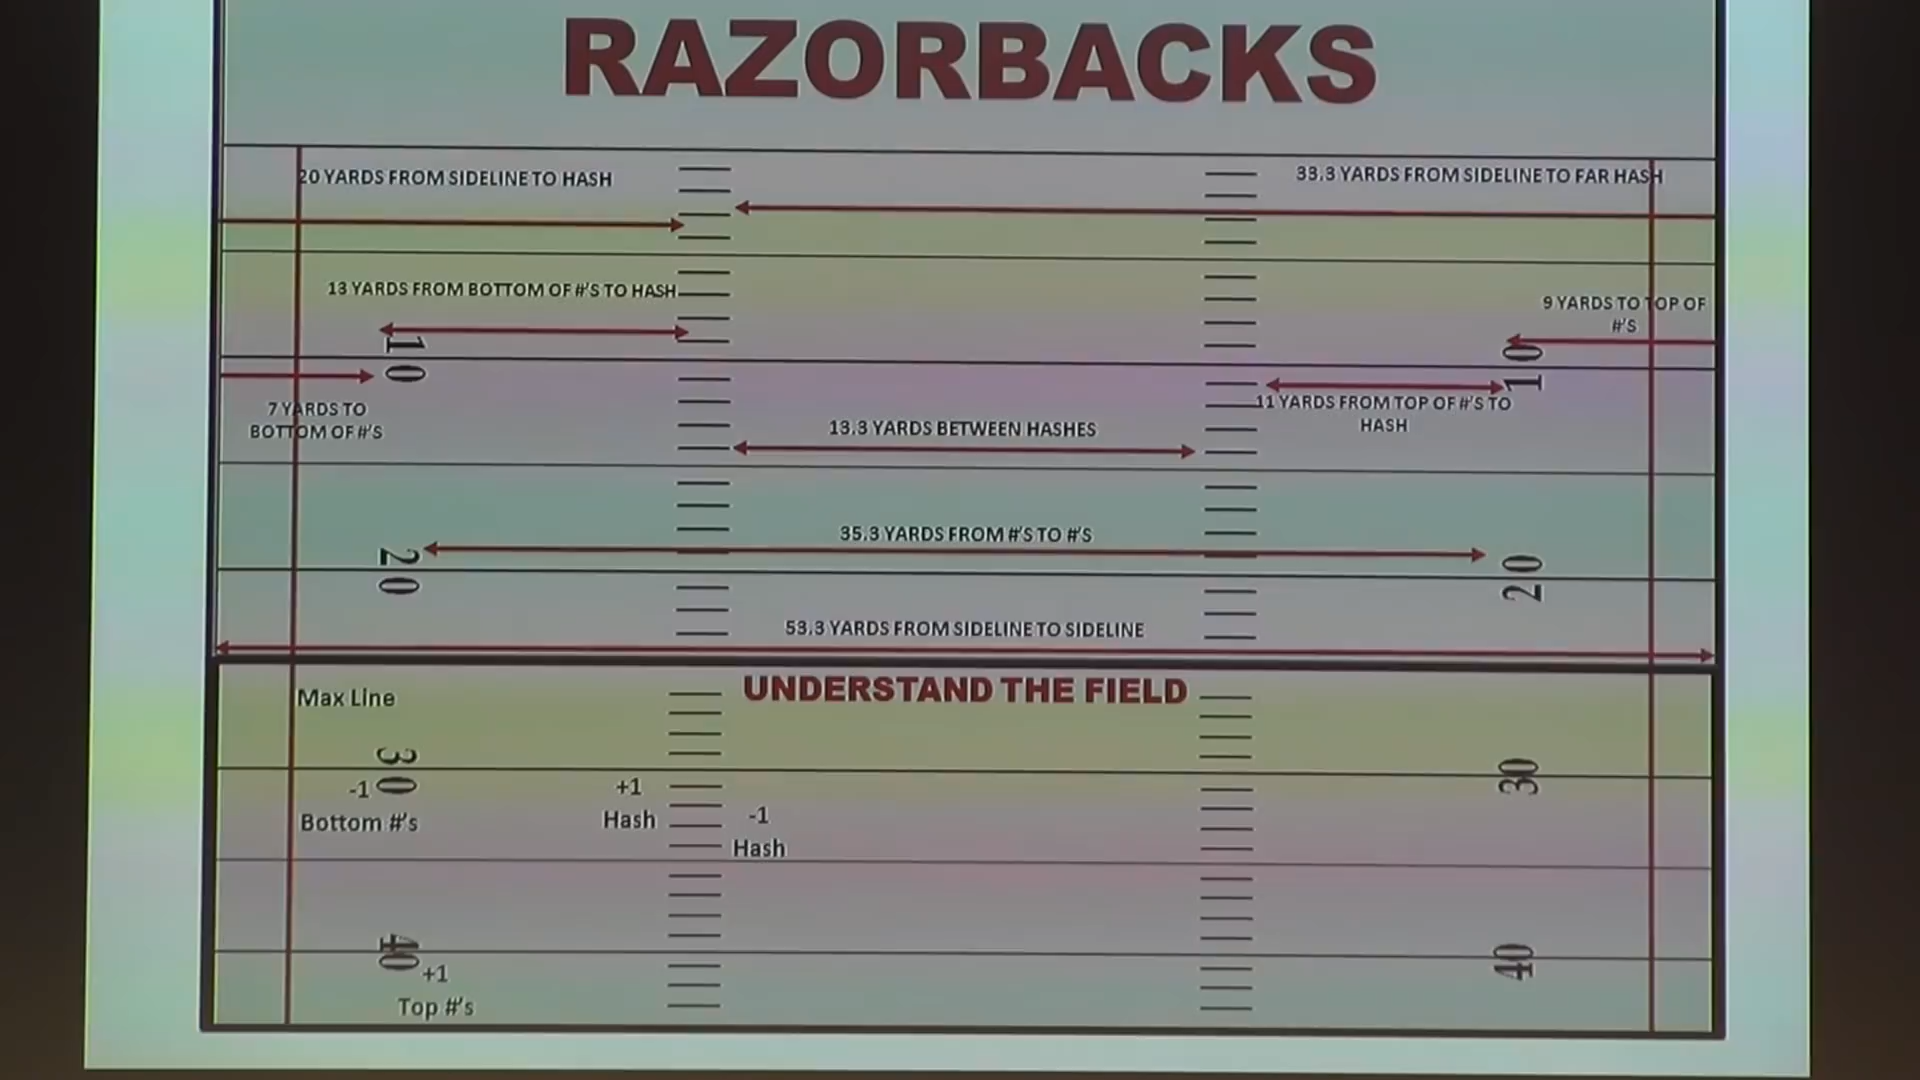 RAZORBACKS
20 YARDS FROM SIDELINE TO HASH
33.3 YARDS FROM SIDELINE TO FAR HASH
13 YARDS FROM BOTTOM OF #'S TO HASH
9 YARDS TO TOP OF
#'S
10
10
7 YARDS TO
BOTTOM OF #'S
11 YARDS FROM TOP OF #'S TO
HASH
13.3 YARDS BETWEEN HASHES
35.3 YARDS FROM #'S TO #'S
20
20
53.3 YARDS FROM SIDELINE TO SIDELINE
UNDERSTAND THE FIELD
Max Line
30
30
-1
Bottom #'s
+1
Hash
-1
Hash
40
40
+1
Top #'s